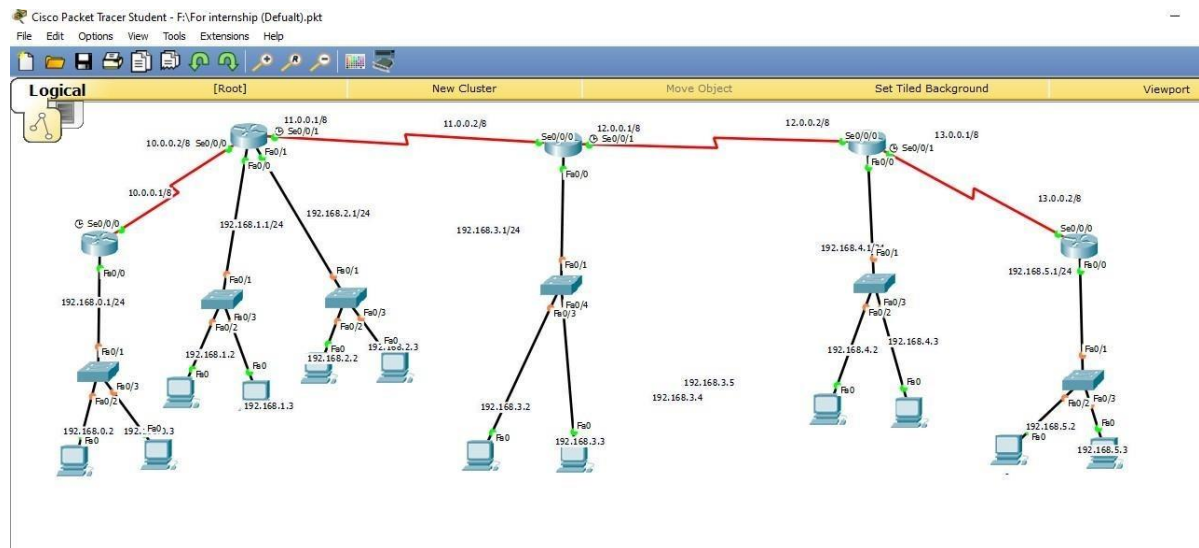 Cisco Packet Tracer Student - F:\For internship (Defualt).pkt
File Edit Options View Tools Extensions Help
Logical [Root] New Cluster Move Object Set Tiled Background Viewport
11.0.0.1/8
Se0/0/1
10.0.0.2/8 Se0/0/0
Fa0/1
Fa0/0
11.0.0.2/8
Se0/0/0
12.0.0.1/8
Se0/0/1
Fa0/0
12.0.0.2/8
Se0/0/0
13.0.0.1/8
Se0/0/1
Fa0/0
10.0.0.1/8
Se0/0/0
Fa0/0
13.0.0.2/8
Se0/0/0
Fa0/0
192.168.0.1/24
192.168.1.1/24
192.168.2.1/24
192.168.3.1/24
192.168.4.1/24
192.168.5.1/24
Fa0/1
Fa0/3
Fa0/2
192.168.0.2
Fa0
Fa0
Fa0/1
Fa0/3
Fa0/2
192.168.1.2
Fa0
Fa0
192.168.1.3
Fa0/1
Fa0/3
Fa0/2
Fa0
192.168.2.2
Fa0
192.168.2.3
Fa0/1
Fa0/4
Fa0/3
192.168.3.2
Fa0
Fa0
192.168.3.3
192.168.3.5
192.168.3.4
Fa0/1
Fa0/3
Fa0/2
192.168.4.2
192.168.4.3
Fa0
Fa0
Fa0/1
Fa0/2
Fa0/3
192.168.5.2
Fa0
Fa0
192.168.5.3